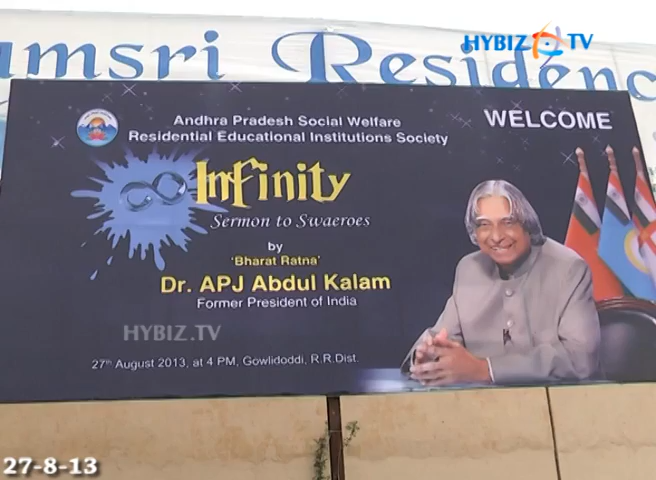 HYBIZ TV
amsri Residenc
Andhra Pradesh Social Welfare
Residential Educational Institutions Society
WELCOME
Infinity
Sermon to Swaeroes
by
'Bharat Ratna'
Dr. APJ Abdul Kalam
Former President of India
HYBIZ.TV
27th August 2013, at 4 PM, Gowlidoddi, R.R.Dist.
27-8-13